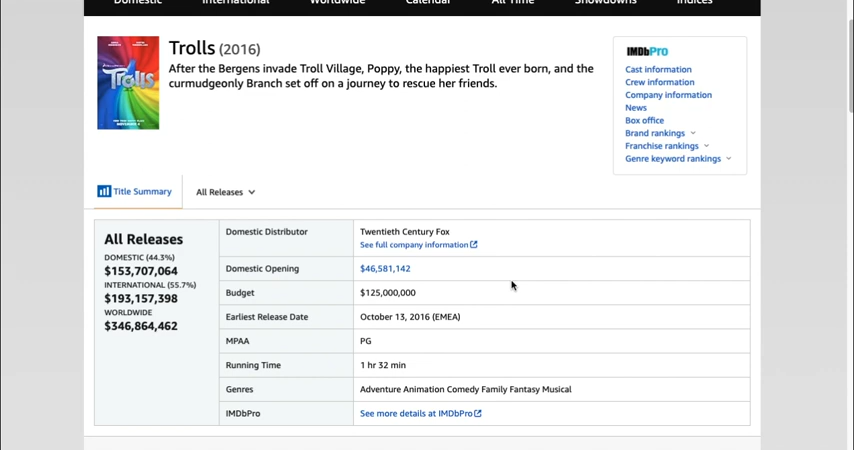 Domestic International Worldwide Calendar All Time Showdowns Indices
Trolls (2016)
After the Bergens invade Troll Village, Poppy, the happiest Troll ever born, and the
curmudgeonly Branch set off on a journey to rescue her friends.
Trolls
IMDbPro
Cast information
Crew information
Company information
News
Box office
Brand rankings
Franchise rankings
Genre keyword rankings
Title Summary
All Releases
All Releases
DOMESTIC (44.3%)
$153,707,064
INTERNATIONAL (55.7%)
$193,157,398
WORLDWIDE
$346,864,462
Domestic Distributor Twentieth Century Fox
See full company information
Domestic Opening $46,581,142
Budget $125,000,000
Earliest Release Date October 13, 2016 (EMEA)
MPAA PG
Running Time 1 hr 32 min
Genres Adventure Animation Comedy Family Fantasy Musical
IMDbPro See more details at IMDbPro